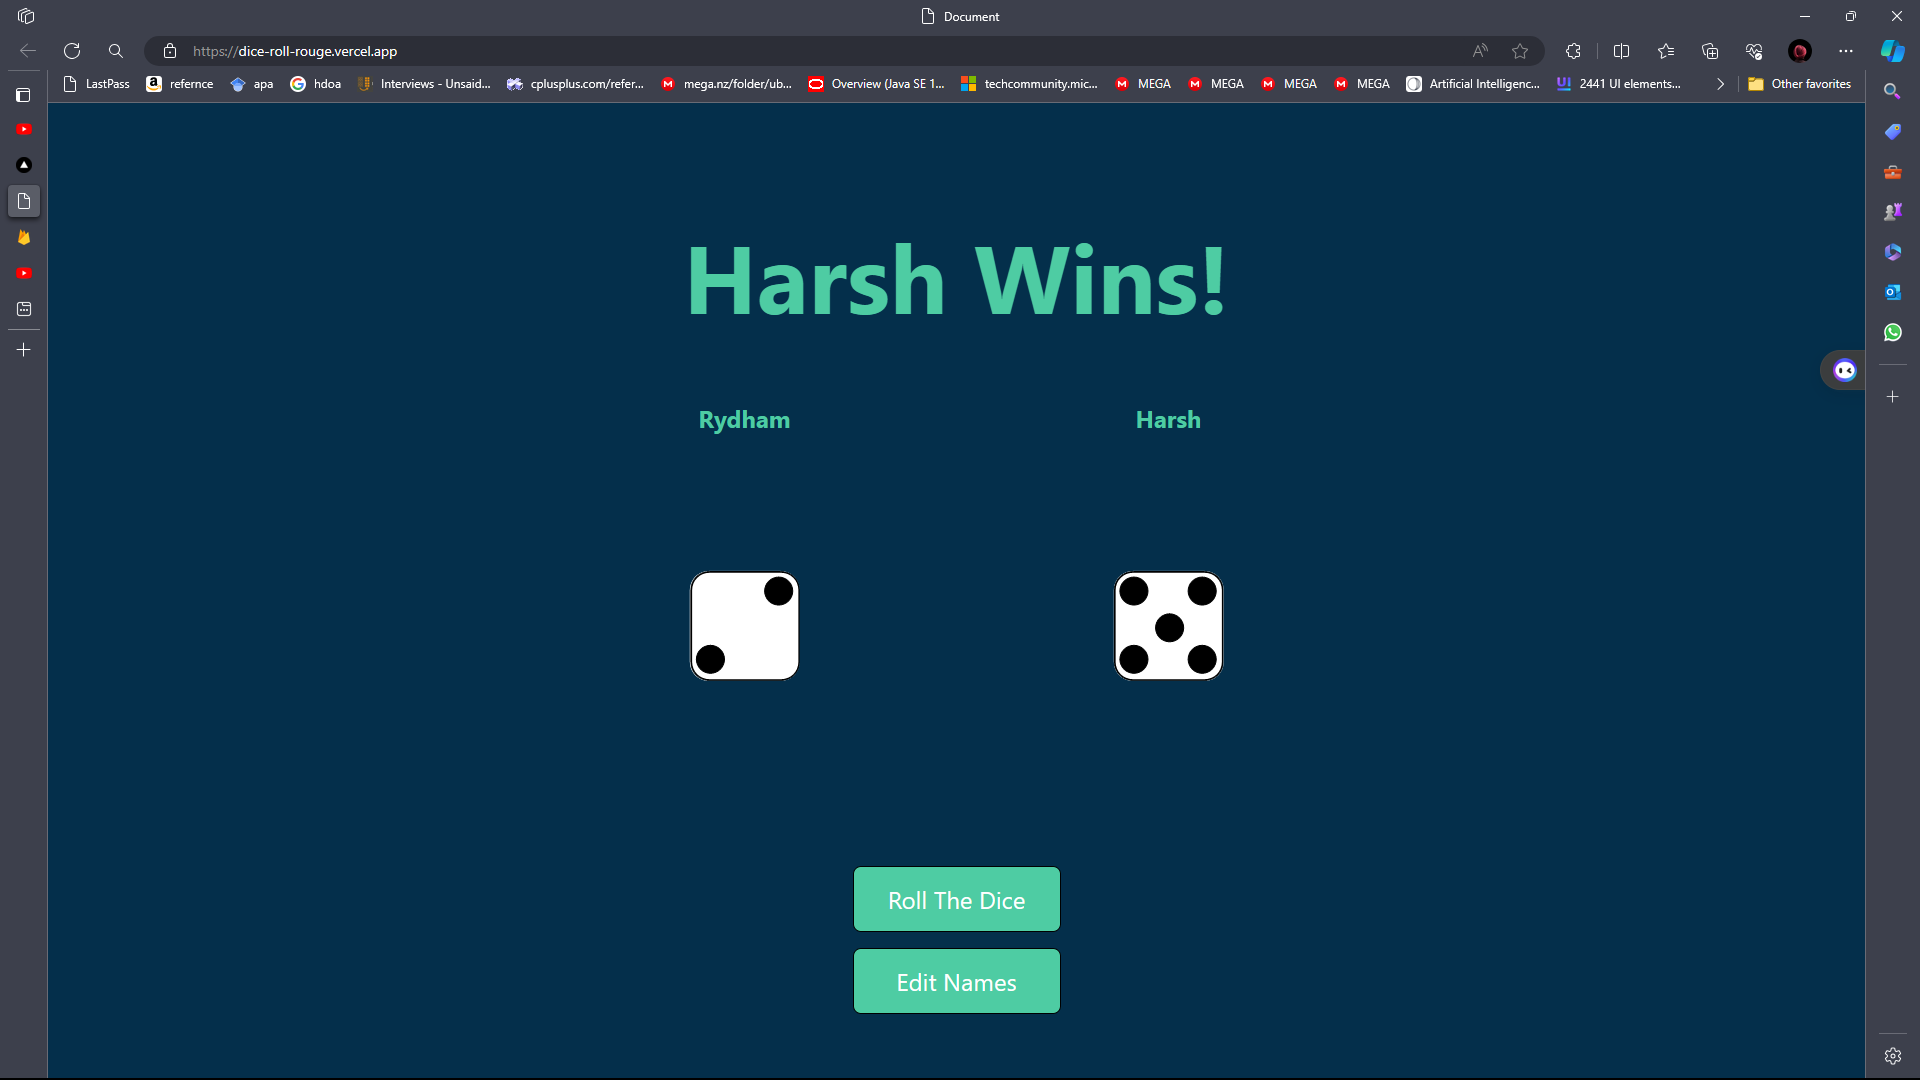 Document
https://dice-roll-rouge.vercel.app
LastPass refernce apa hdoa Interviews - Unsaid... cplusplus.com/refer... mega.nz/folder/ub... Overview (Java SE 1... techcommunity.mic... MEGA MEGA MEGA MEGA Artificial Intelligenc... 2441 UI elements... Other favorites
Harsh Wins!
Rydham Harsh
Roll The Dice
Edit Names